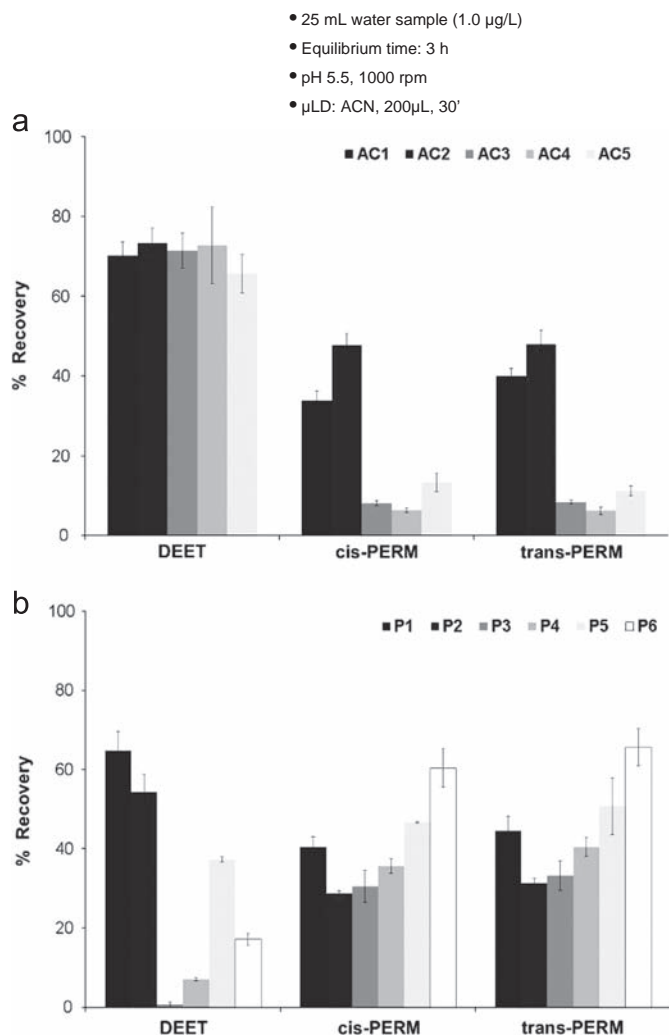 • 25 mL water sample (1.0 µg/L)
• Equilibrium time: 3 h
• pH 5.5, 1000 rpm
• µLD: ACN, 200µL, 30’
a
100
80
60
40
20
0
% Recovery
AC1 AC2 AC3 AC4 AC5
DEET cis-PERM trans-PERM
b
100
80
60
40
20
0
% Recovery
P1 P2 P3 P4 P5 P6
DEET cis-PERM trans-PERM